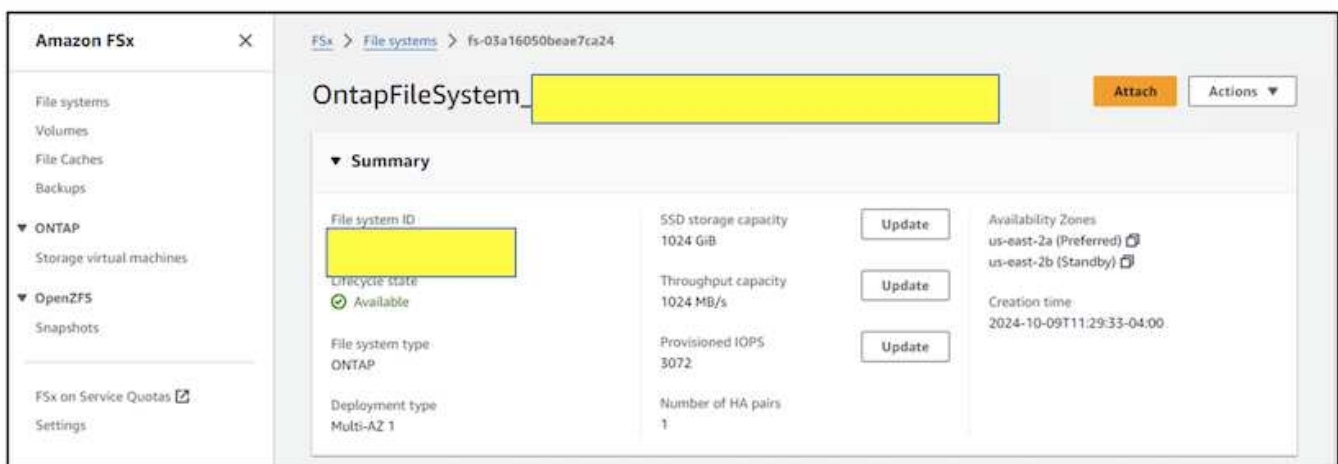 Amazon FSx
File systems
Volumes
File Caches
Backups
ONTAP
Storage virtual machines
OpenZFS
Snapshots
FSx on Service Quotas
Settings
FSx > File systems > fs-03a16050beae7ca24
OntapFileSystem_
Attach
Actions
Summary
File system ID
Lifecycle state
Available
File system type
ONTAP
Deployment type
Multi-AZ 1
SSD storage capacity
1024 GiB
Update
Throughput capacity
1024 MB/s
Update
Provisioned IOPS
3072
Update
Number of HA pairs
1
Availability Zones
us-east-2a (Preferred)
us-east-2b (Standby)
Creation time
2024-10-09T11:29:33-04:00